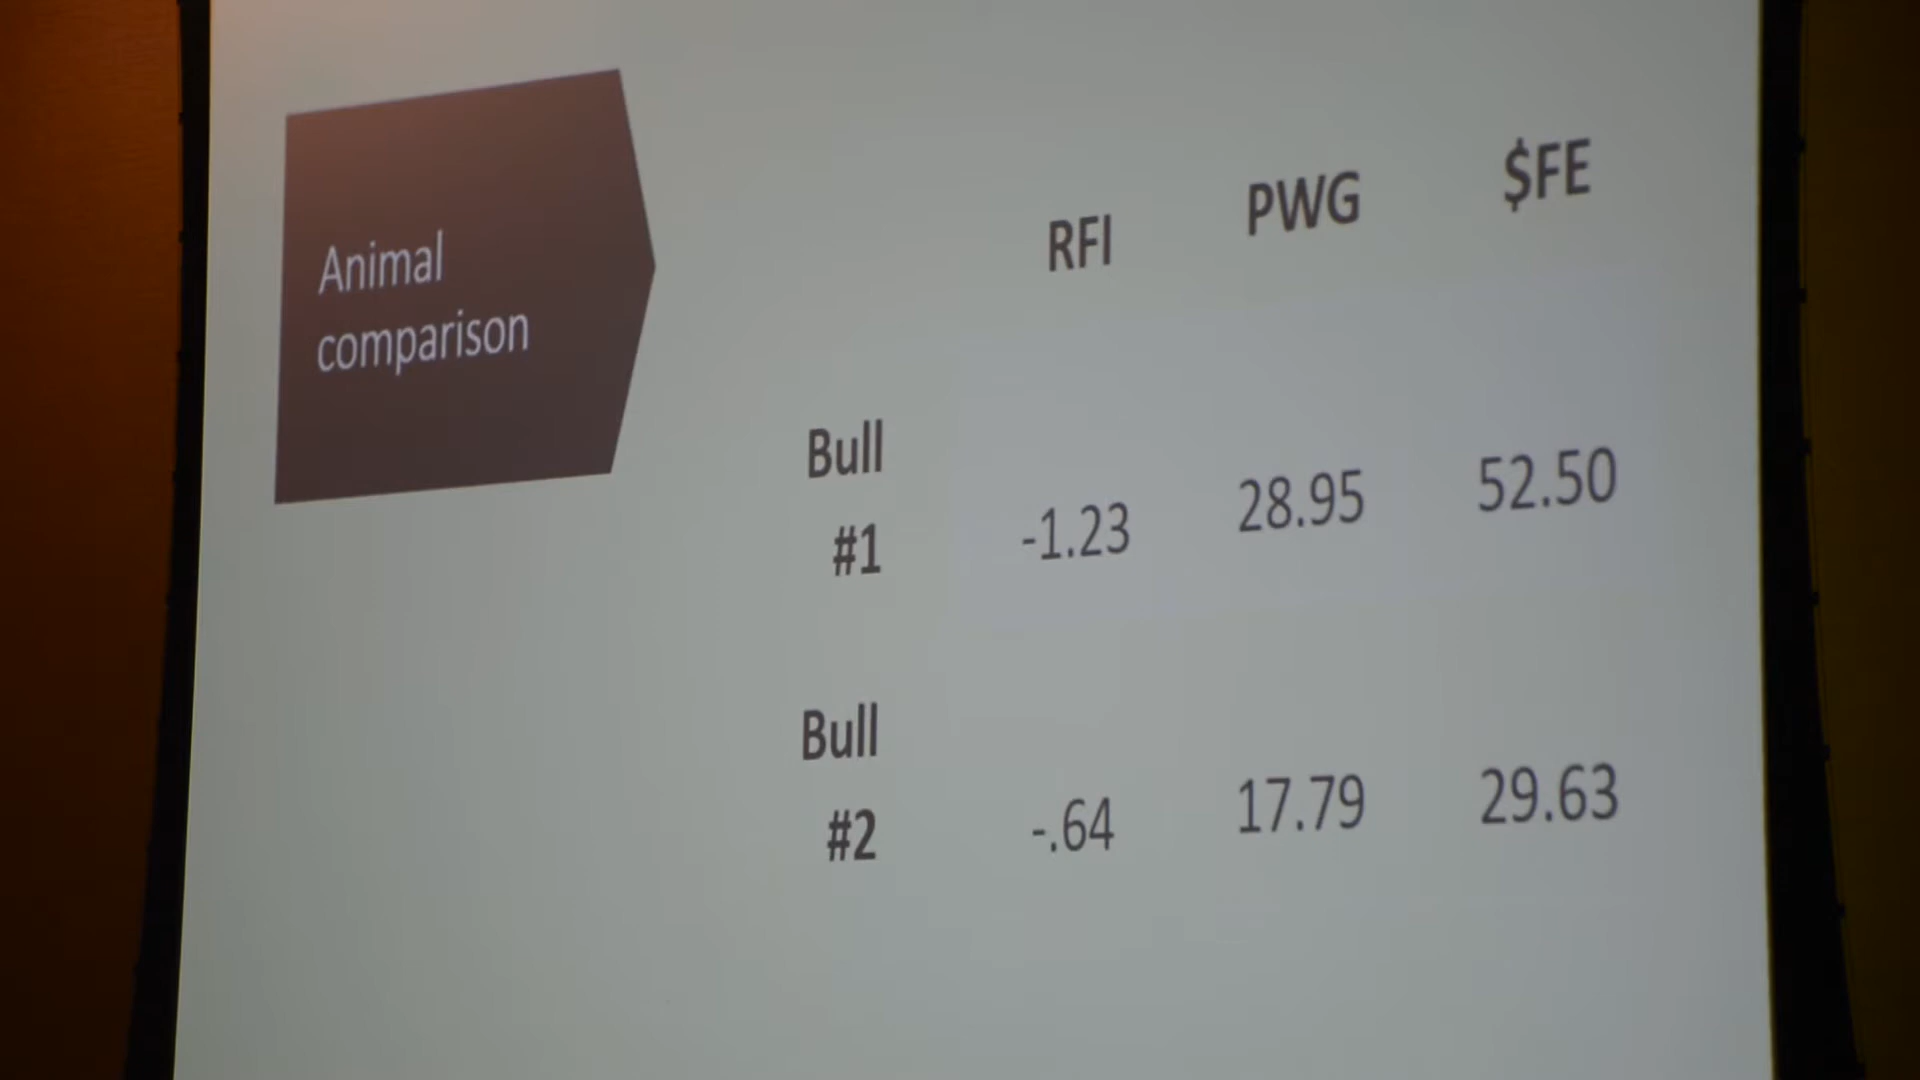 Animal
comparison
RFI PWG $FE
Bull
#1 -1.23 28.95 52.50
Bull
#2 -.64 17.79 29.63